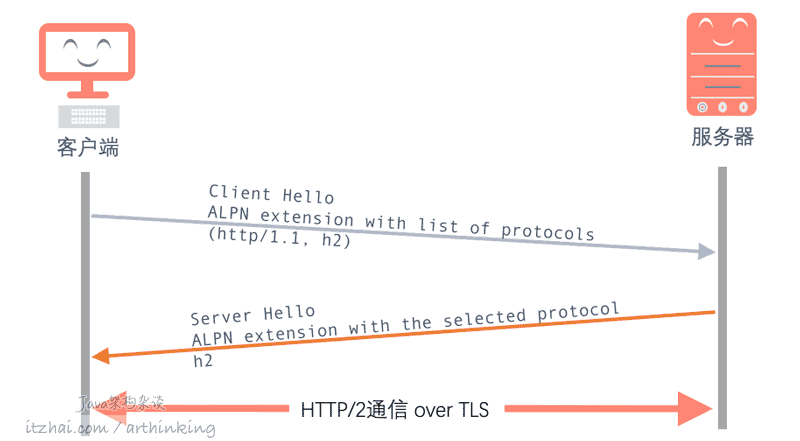 客户端
服务器
Client Hello
ALPN extension with list of protocols
(http/1.1, h2)
Server Hello
ALPN extension with the selected protocol
h2
HTTP/2通信 over TLS
Java架构杂谈
itzhai.com / arthinking